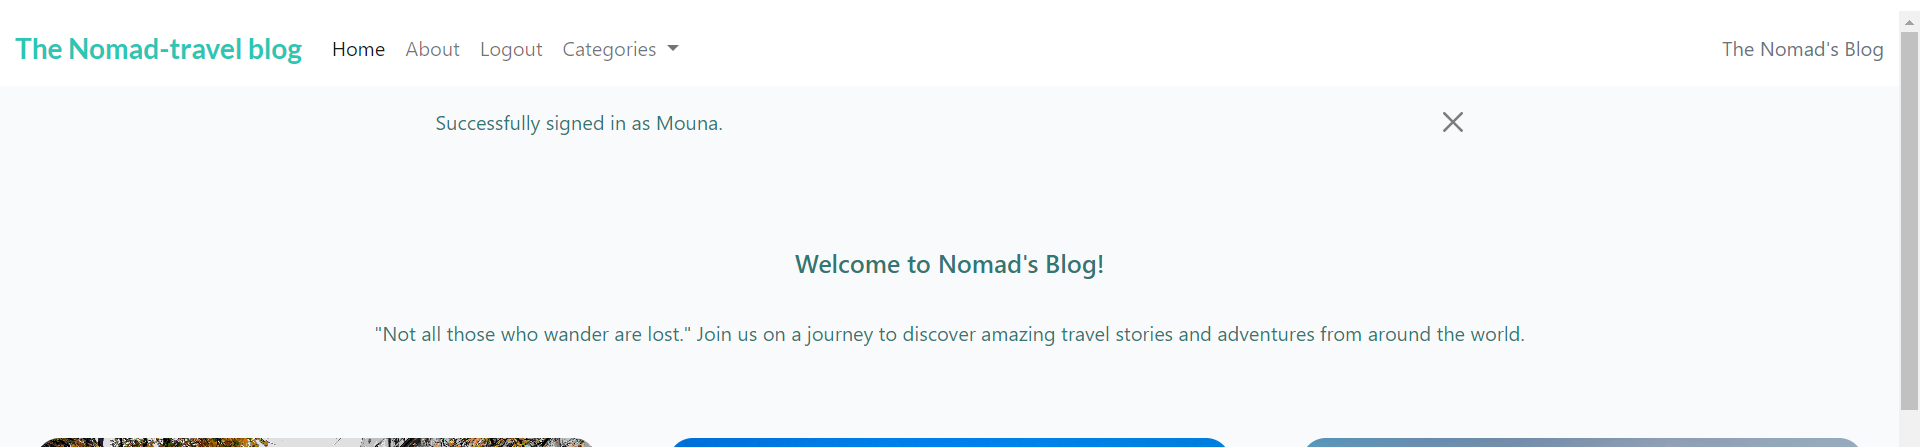 The Nomad-travel blog Home About Logout Categories The Nomad's Blog
Successfully signed in as Mouna.
Welcome to Nomad's Blog!
"Not all those who wander are lost." Join us on a journey to discover amazing travel stories and adventures from around the world.